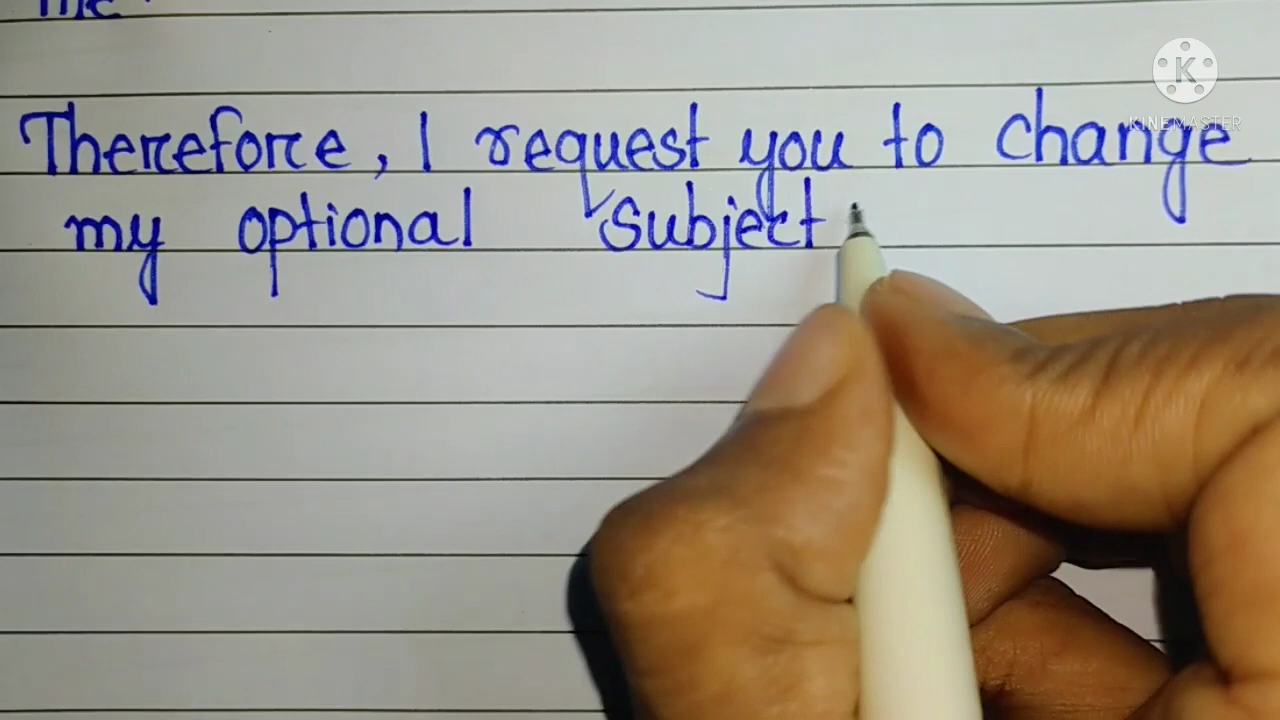 K
KINEMASTER
Therefore, I request you to change
my optional Subject